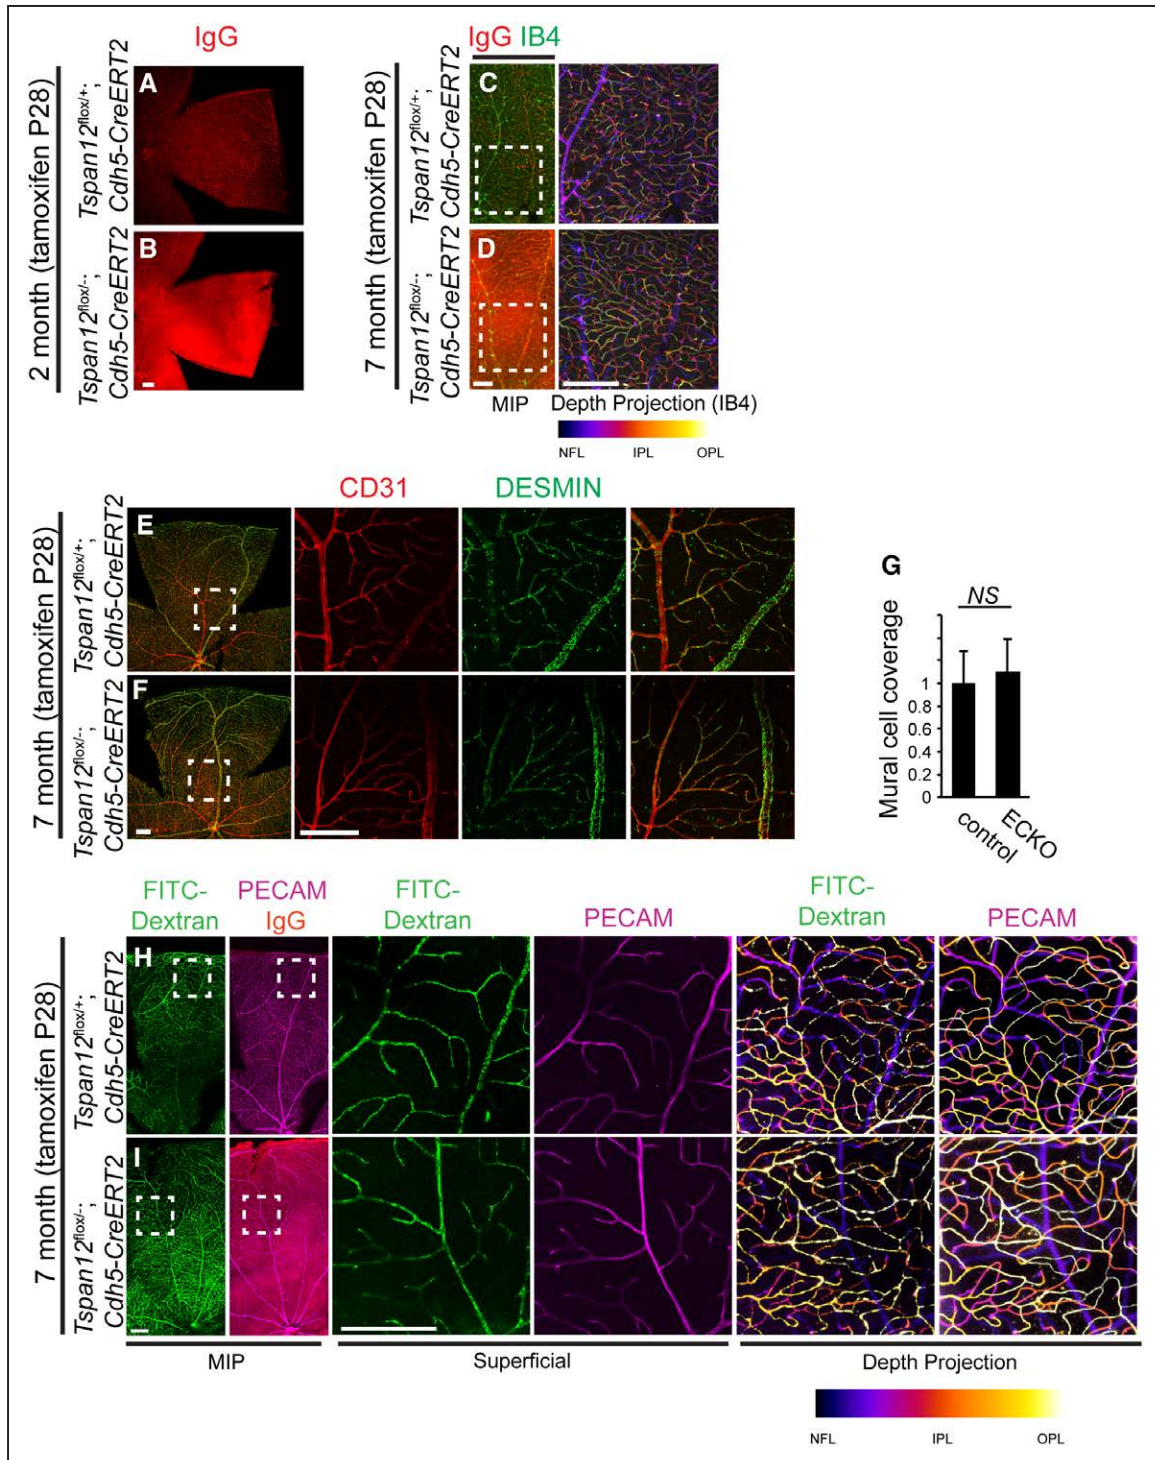 IgG
2 month (tamoxifen P28)
Tspan12flox/+;
Cdh5-CreERT2
A
Tspan12flox/-;
Cdh5-CreERT2
B
IgG IB4
7 month (tamoxifen P28)
Tspan12flox/+;
Cdh5-CreERT2
C
Tspan12flox/-;
Cdh5-CreERT2
D
MIP
Depth Projection (IB4)
NFL IPL OPL
CD31 DESMIN
7 month (tamoxifen P28)
Tspan12flox/+;
Cdh5-CreERT2
E
Tspan12flox/-;
Cdh5-CreERT2
F
G
NS
Mural cell coverage
1
0.8
0.6
0.4
0.2
0
control
ECKO
FITC-
Dextran
PECAM
IgG
FITC-
Dextran
PECAM
FITC-
Dextran
PECAM
7 month (tamoxifen P28)
Tspan12flox/+;
Cdh5-CreERT2
H
Tspan12flox/-;
Cdh5-CreERT2
I
MIP
Superficial
Depth Projection
NFL IPL OPL